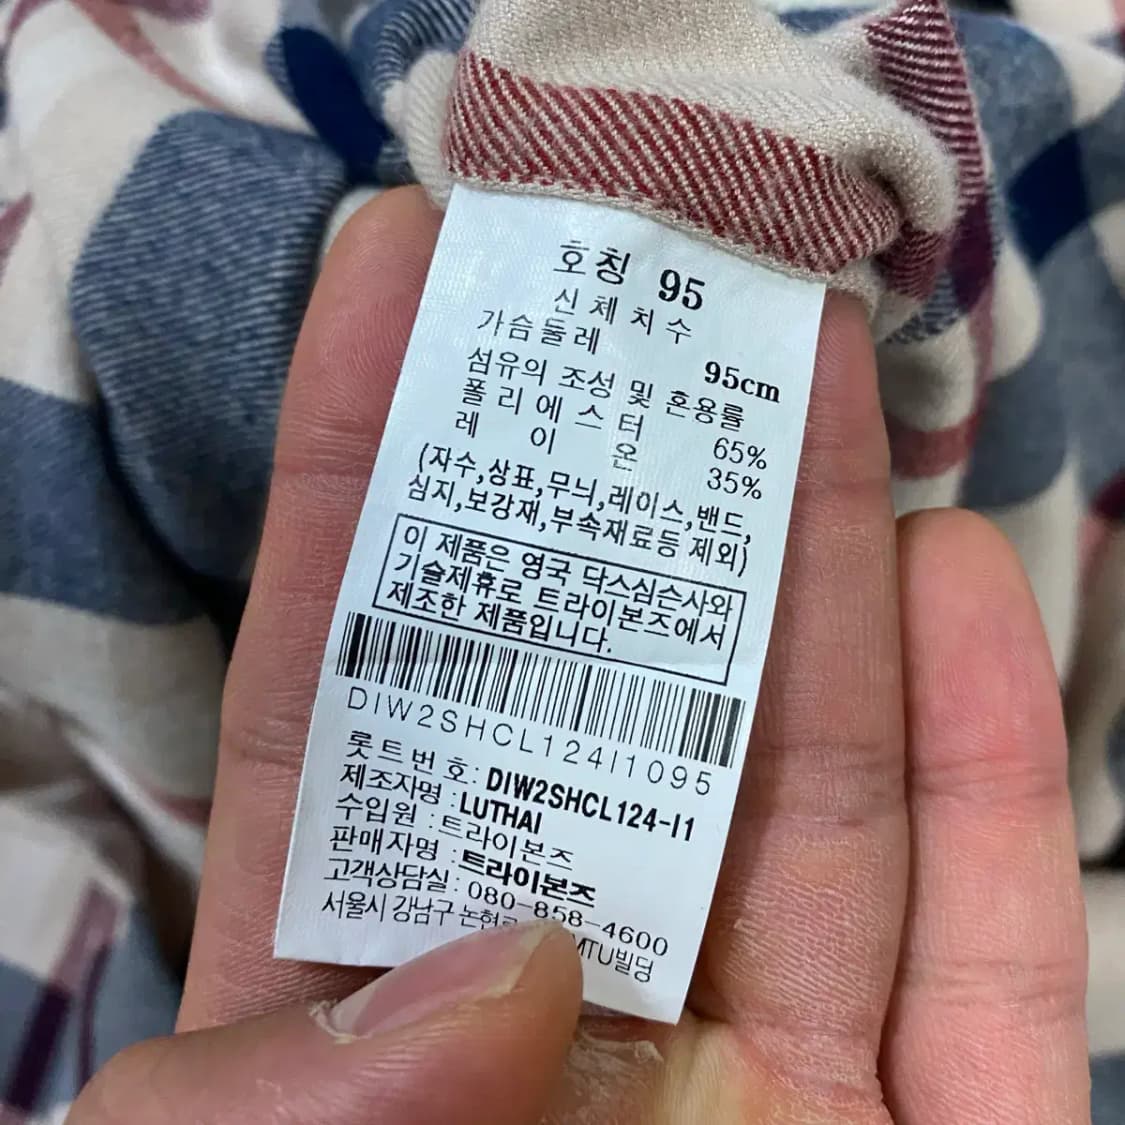 호칭 95
신체치수
가슴둘레 95cm
섬유의 조성 및 혼용률
폴리에스터 65%
레이온 35%
(자수,상표,무늬,레이스,밴드,
심지,보강재,부속재료등 제외)
이 제품은 영국 닥스심슨사와
기술제휴로 트라이본즈에서
제조한 제품입니다.
DIW2SHCL124I1095
롯트번호: DIW2SHCL124-I1
제조자명 :LUTHAI
수입원 :트라이본즈
판매자명 :트라이본즈
고객상담실: 080-858-4600
서울시 강남구 MTU빌딩